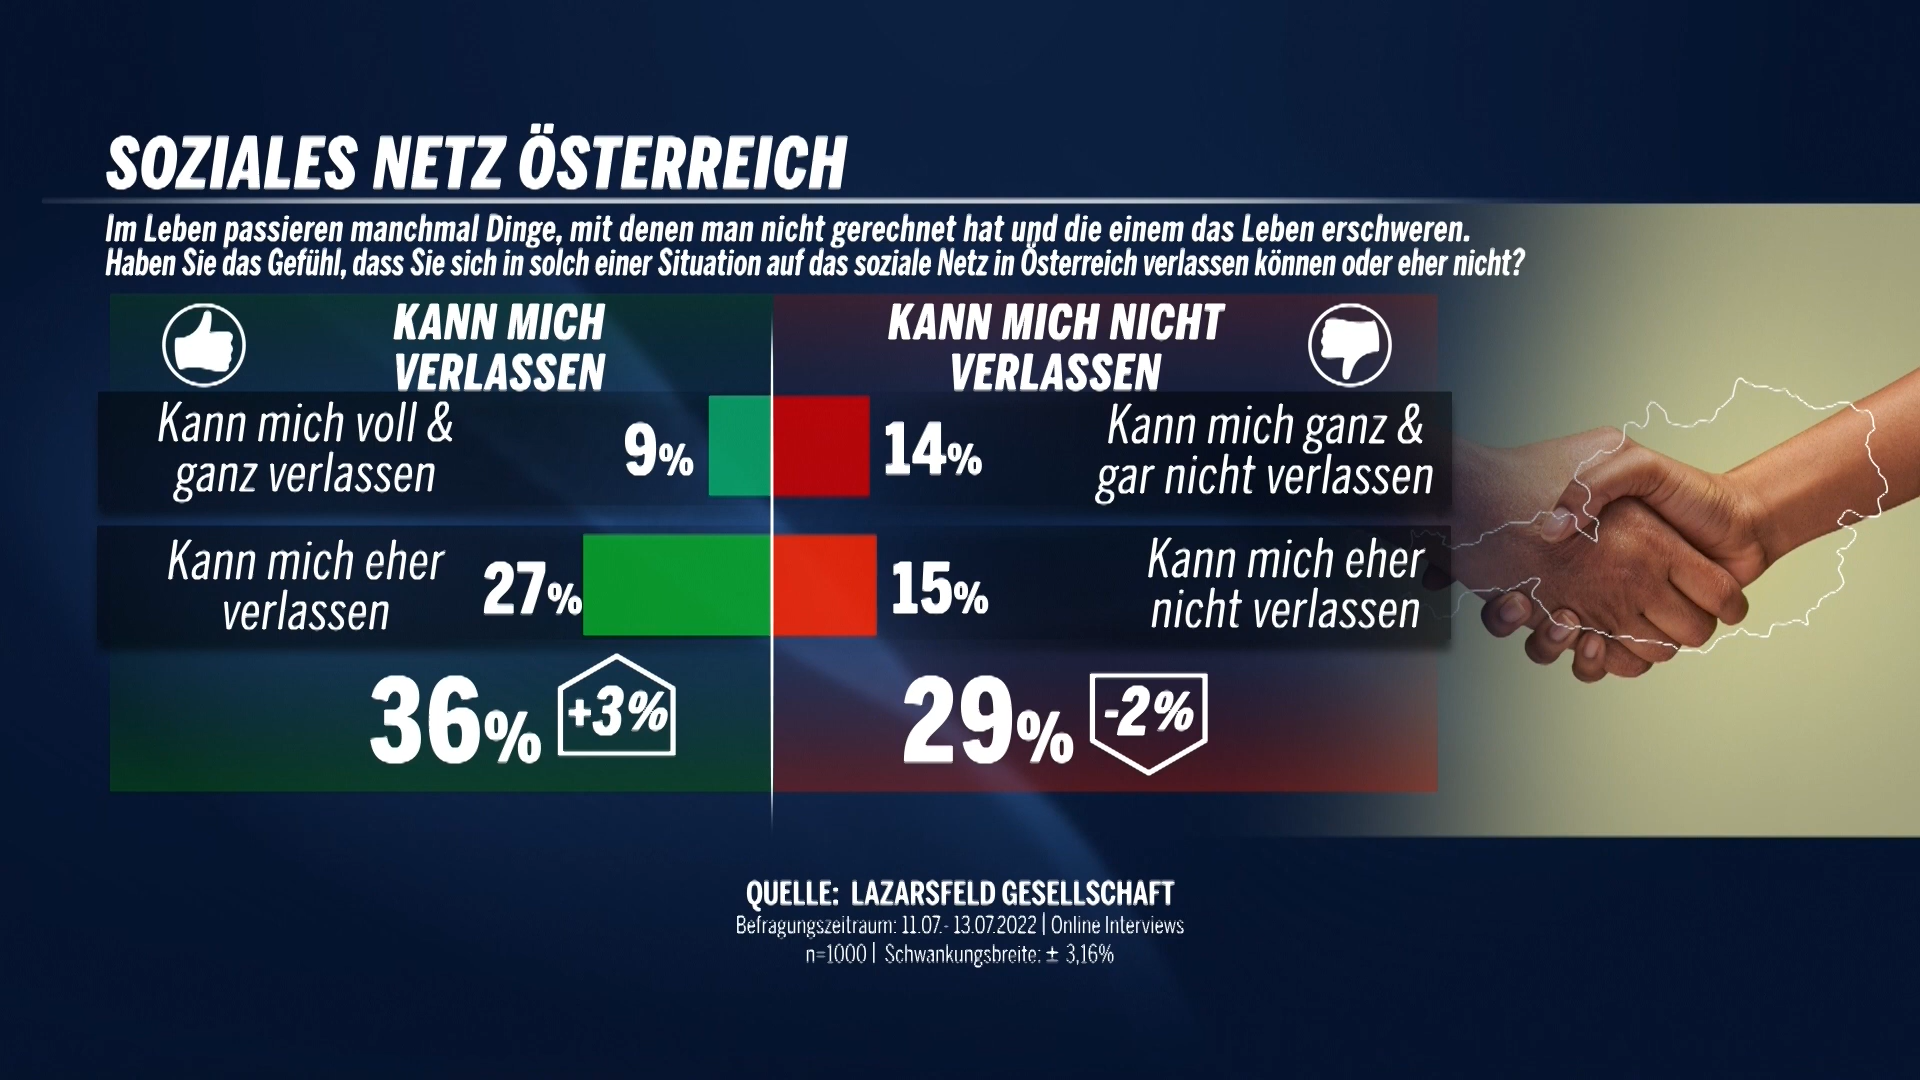 SOZIALES NETZ ÖSTERREICH
Im Leben passieren manchmal Dinge, mit denen man nicht gerechnet hat und die einem das Leben erschweren.
Haben Sie das Gefühl, dass Sie sich in solch einer Situation auf das soziale Netz in Österreich verlassen können oder eher nicht?
KANN MICH
VERLASSEN
KANN MICH NICHT
VERLASSEN
Kann mich voll &
ganz verlassen
9%
14%
Kann mich ganz &
gar nicht verlassen
Kann mich eher
verlassen
27%
15%
Kann mich eher
nicht verlassen
36% +3%
29% -2%
QUELLE: LAZARSFELD GESELLSCHAFT
Befragungszeitraum: 11.07.- 13.07.2022 | Online Interviews
n=1000 | Schwankungsbreite: ± 3,16%